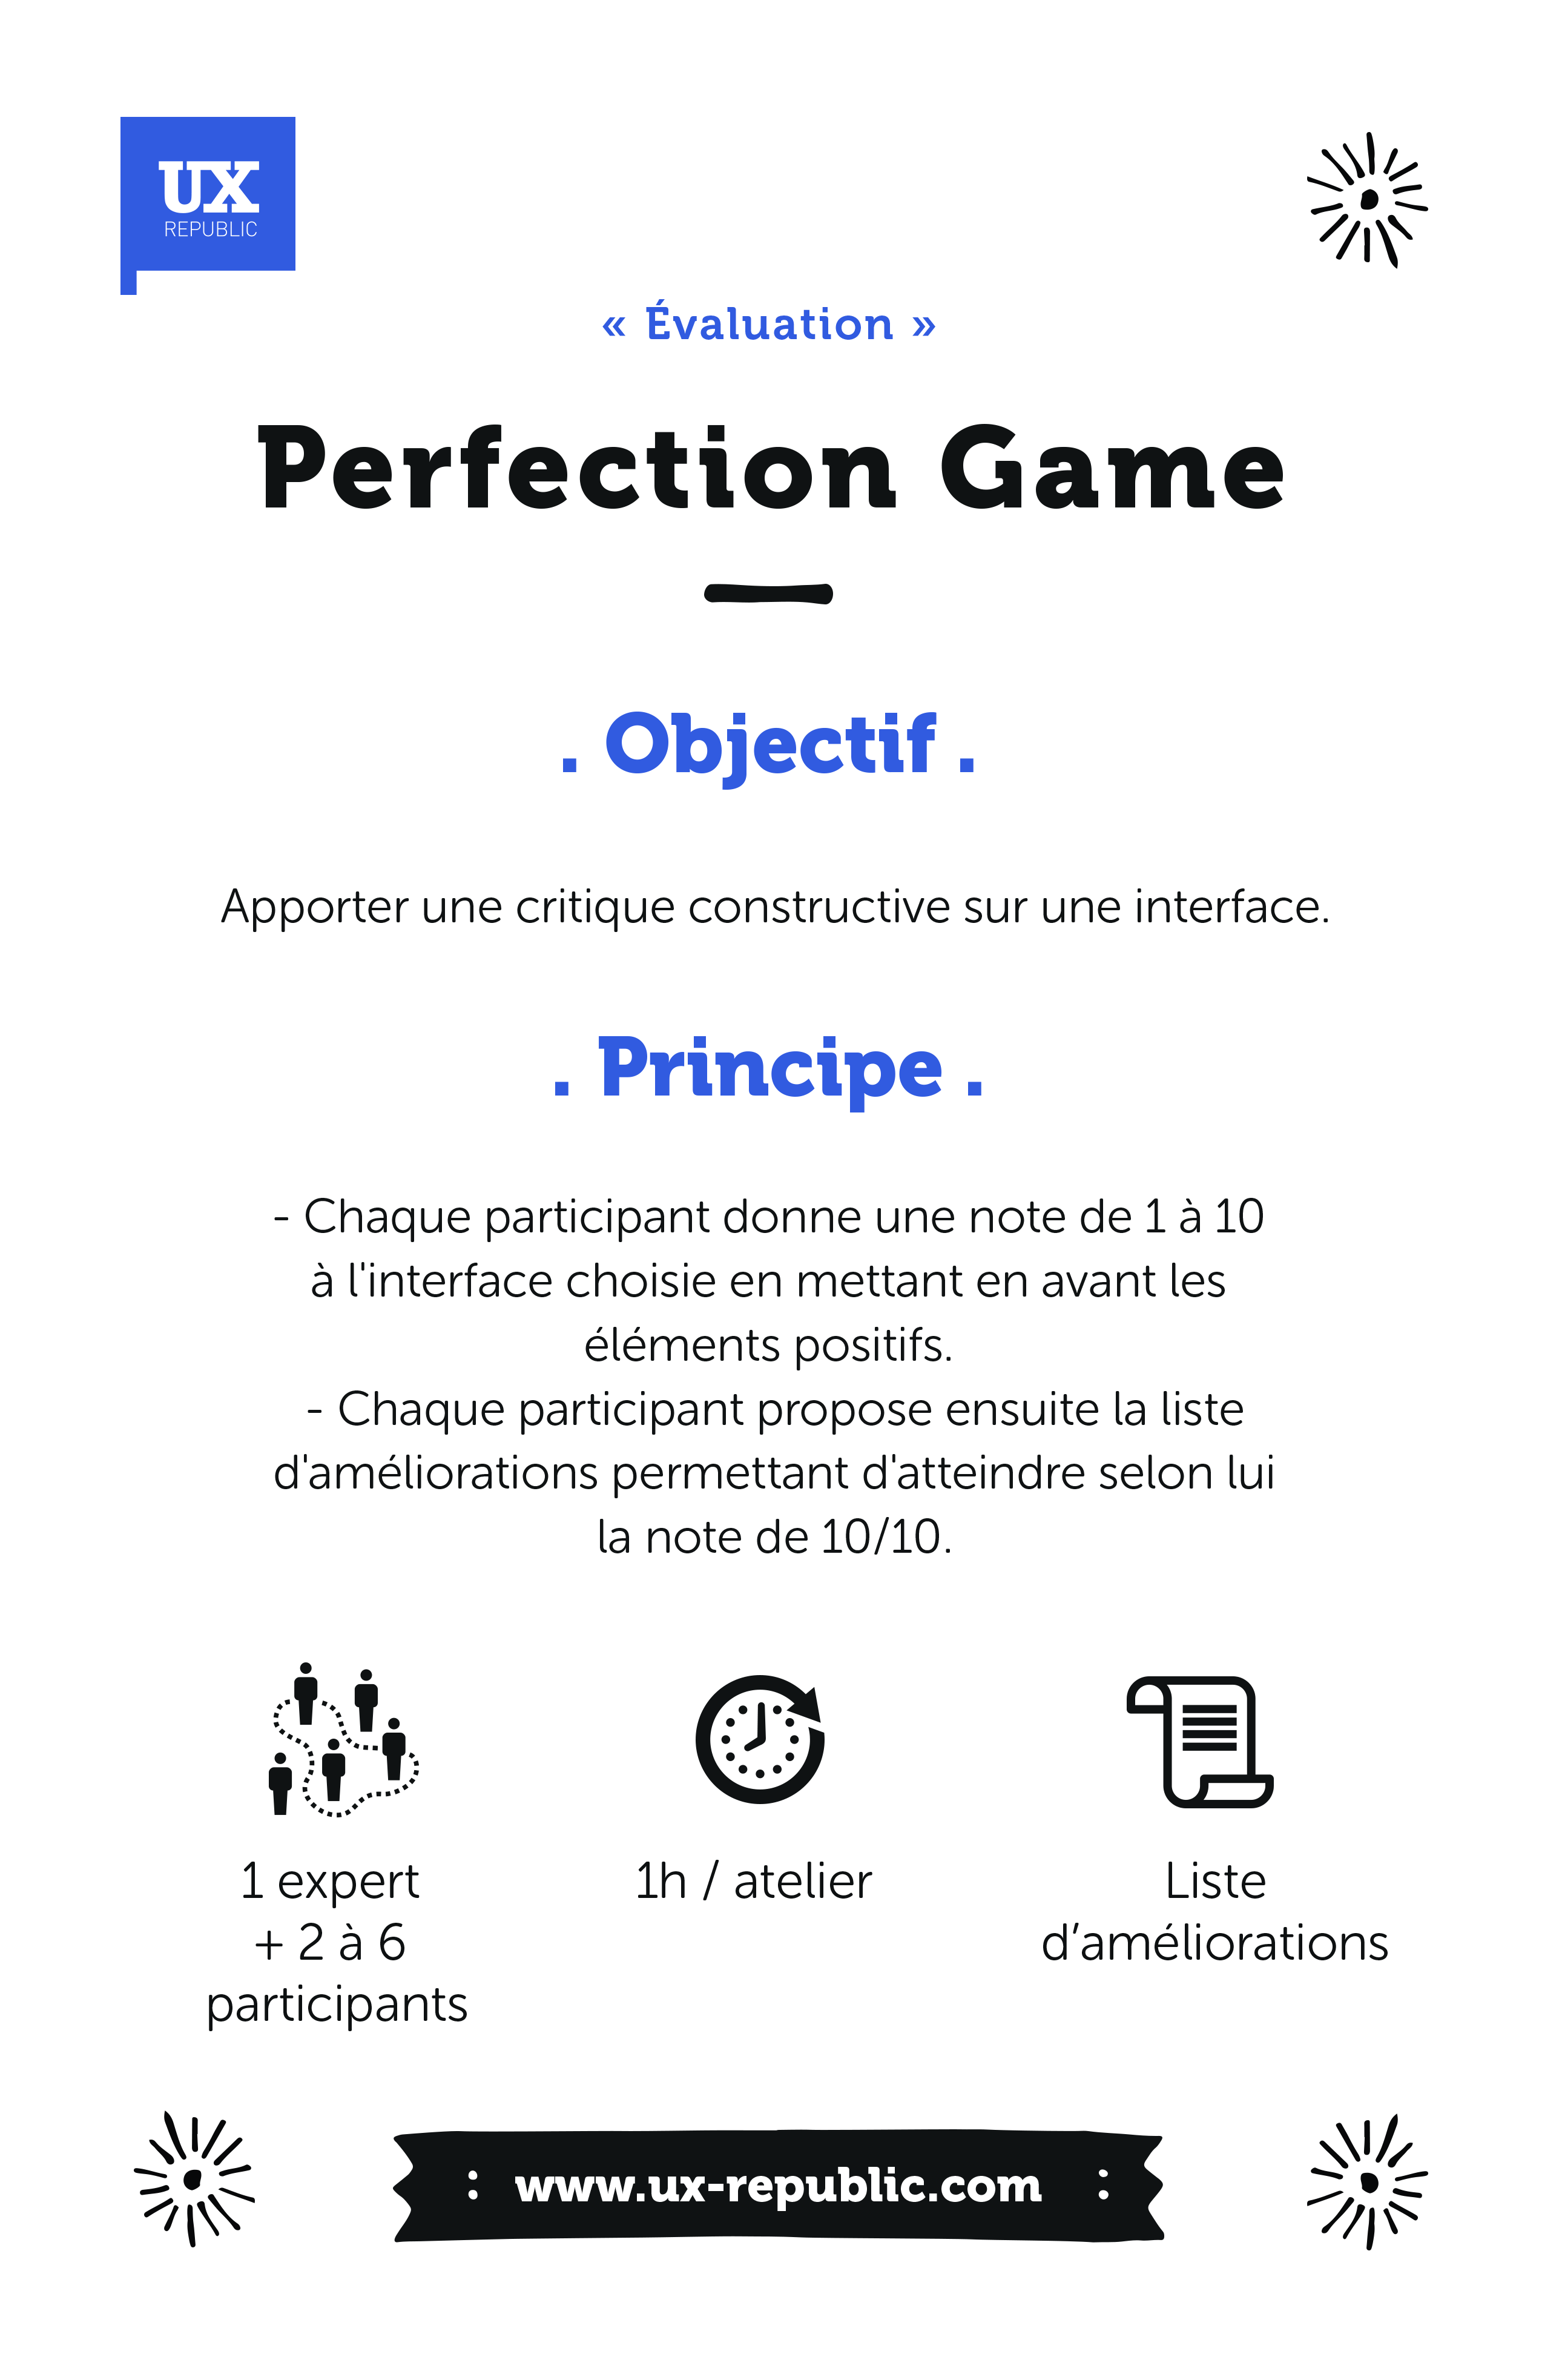 UX
REPUBLIC
« Évaluation »
Perfection Game
. Objectif .
Apporter une critique constructive sur une interface.
. Principe .
- Chaque participant donne une note de 1 à 10
à l'interface choisie en mettant en avant les
éléments positifs.
- Chaque participant propose ensuite la liste
d'améliorations permettant d'atteindre selon lui
la note de 10/10.
1 expert
+ 2 à 6
participants
1h / atelier
Liste
d’améliorations
: www.ux-republic.com :